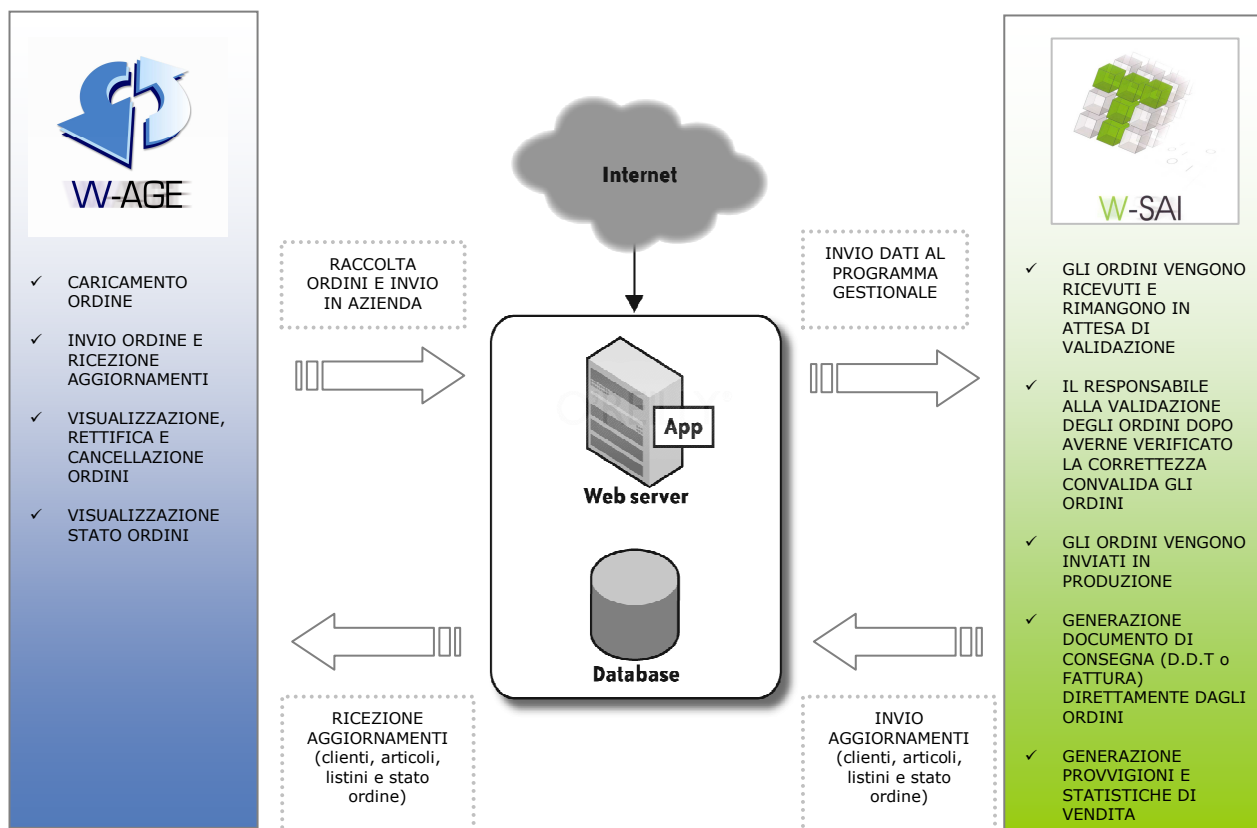 W-AGE
CARICAMENTO
ORDINE
INVIO ORDINE E
RICEZIONE
AGGIORNAMENTI
VISUALIZZAZIONE,
RETTIFICA E
CANCELLAZIONE
ORDINI
VISUALIZZAZIONE
STATO ORDINI
RACCOLTA
ORDINI E INVIO
IN AZIENDA
Internet
INVIO DATI AL
PROGRAMMA
GESTIONALE
App
Web server
Database
RICEZIONE
AGGIORNAMENTI
(clienti, articoli,
listini e stato
ordine)
INVIO
AGGIORNAMENTI
(clienti, articoli,
listini e stato
ordine)
W-SAI
GLI ORDINI VENGONO
RICEVUTI E
RIMANGONO IN
ATTESA DI
VALIDAZIONE
IL RESPONSABILE
ALLA VALIDAZIONE
DEGLI ORDINI DOPO
AVERNE VERIFICATO
LA CORRETTEZZA
CONVALIDA GLI
ORDINI
GLI ORDINI VENGONO
INVIATI IN
PRODUZIONE
GENERAZIONE
DOCUMENTO DI
CONSEGNA (D.D.T o
FATTURA)
DIRETTAMENTE DAGLI
ORDINI
GENERAZIONE
PROVVIGIONI E
STATISTICHE DI
VENDITA